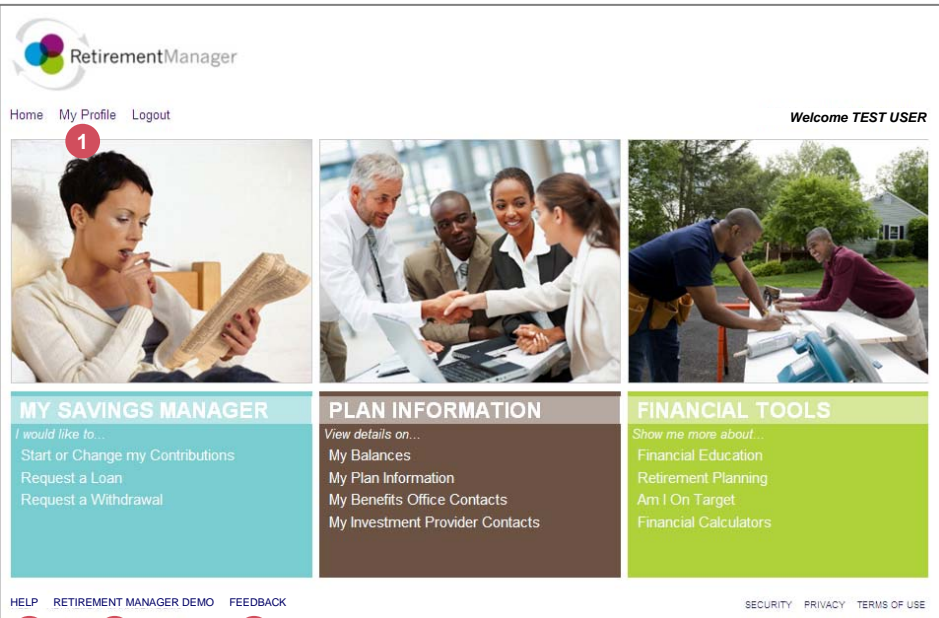 RetirementManager
Home My Profile Logout
Welcome TEST USER
1
MY SAVINGS MANAGER
I would like to...
Start or Change my Contributions
Request a Loan
Request a Withdrawal
PLAN INFORMATION
View details on...
My Balances
My Plan Information
My Benefits Office Contacts
My Investment Provider Contacts
FINANCIAL TOOLS
Show me more about...
Financial Education
Retirement Planning
Am I On Target
Financial Calculators
HELP RETIREMENT MANAGER DEMO FEEDBACK
SECURITY PRIVACY TERMS OF USE